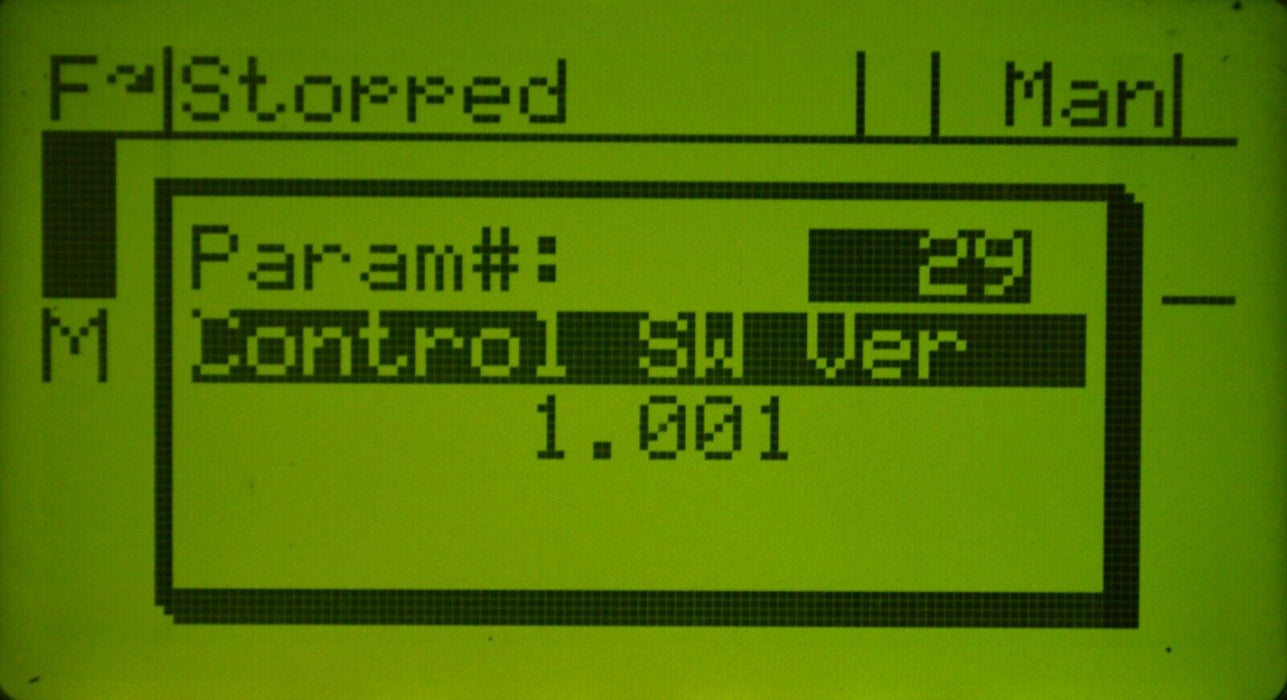 F Stopped Man
Param#: 29
Control SW Ver
1.001
M